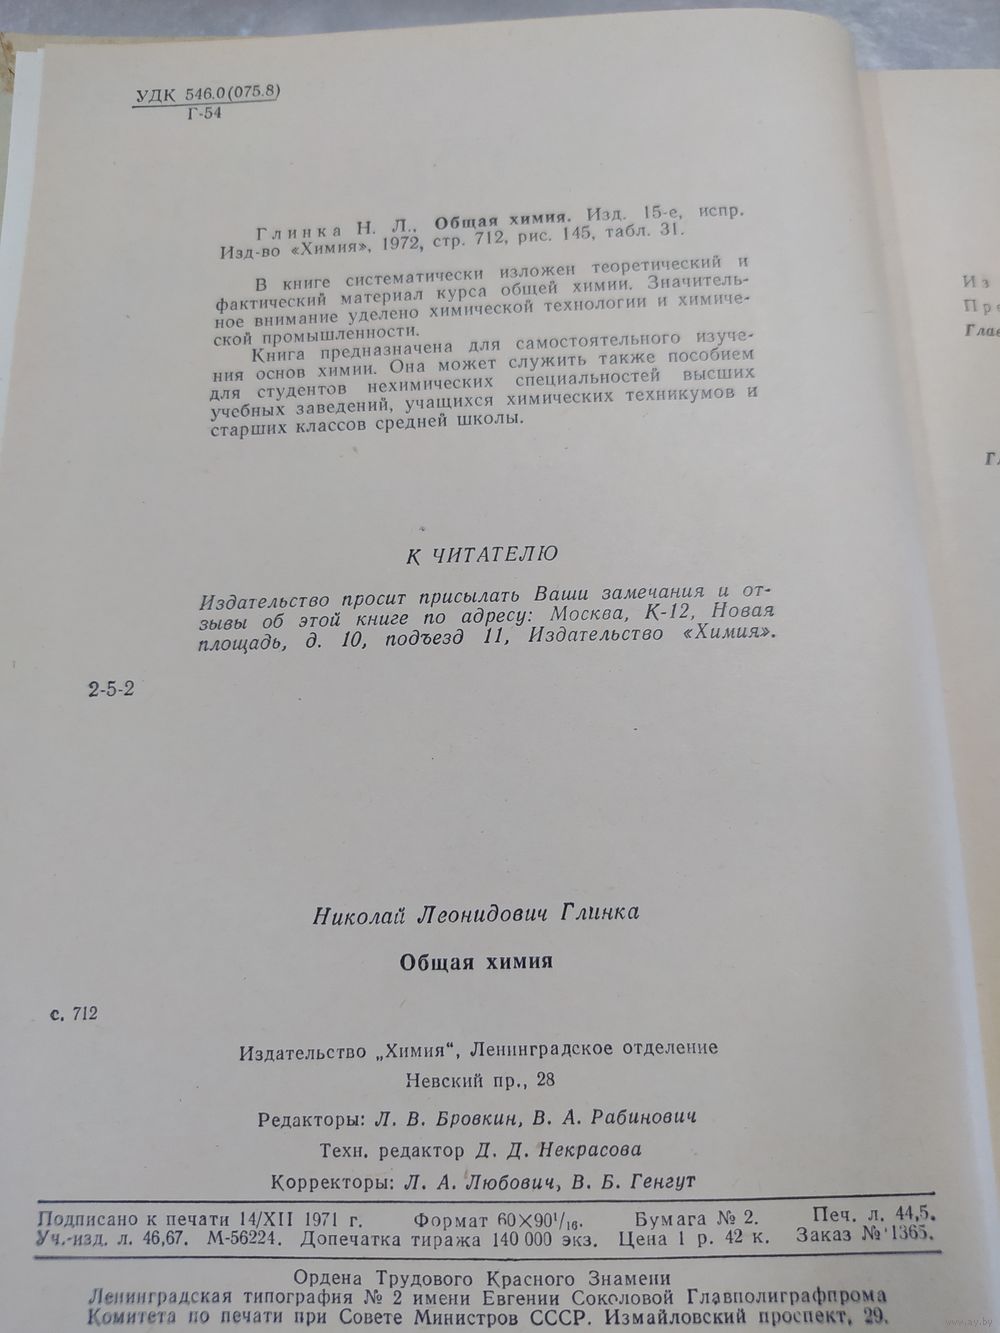 УДК 546.0(075.8)
Г-54
Глинка Н. Л., Общая химия. Изд. 15-е, испр.
Изд-во «Химия», 1972, стр. 712, рис. 145, табл. 31.
В книге систематически изложен теоретический и
фактический материал курса общей химии. Значитель-
ное внимание уделено химической технологии и химиче-
ской промышленности.
Книга предназначена для самостоятельного изуче-
ния основ химии. Она может служить также пособием
для студентов нехимических специальностей высших
учебных заведений, учащихся химических техникумов и
старших классов средней школы.
К ЧИТАТЕЛЮ
Издательство просит присылать Ваши замечания и от-
зывы об этой книге по адресу: Москва, К-12, Новая
площадь, д. 10, подъезд 11, Издательство «Химия».
2-5-2
Николай Леонидович Глинка
Общая химия
с. 712
Издательство „Химия“, Ленинградское отделение
Невский пр., 28
Редакторы: Л. В. Бровкин, В. А. Рабинович
Техн. редактор Д. Д. Некрасова
Корректоры: Л. А. Любович, В. Б. Генгут
Подписано к печати 14/XII 1971 г. Формат 60×90¹/₁₆. Бумага № 2. Печ. л. 44,5.
Уч.-изд. л. 46,67. М-56224. Допечатка тиража 140 000 экз. Цена 1 р. 42 к. Заказ № 1365.
Ордена Трудового Красного Знамени
Ленинградская типография № 2 имени Евгении Соколовой Главполиграфпрома
Комитета по печати при Совете Министров СССР. Измайловский проспект, 29.
Из
Пре
Глав
Г
www.ay.by